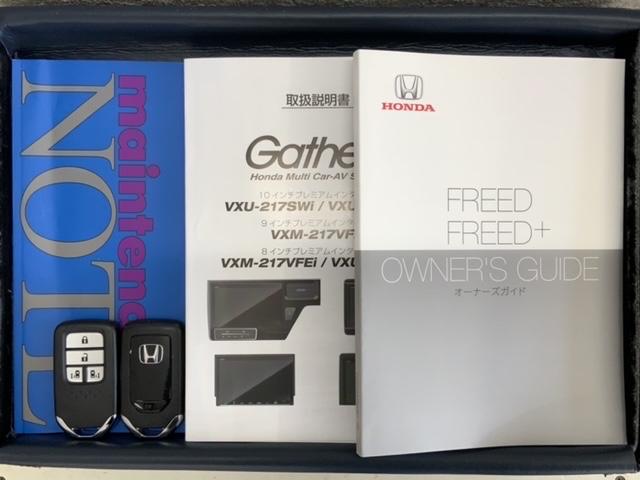 maintenanc
NOTE
取扱説明書
Gathe
Honda Multi Car-AV S
10インチプレミアムインタ
VXU-217SWi / VXU
9インチプレミアムインタ
VXM-217VF
8インチプレミアムインタ
VXM-217VFEi / VXU
HONDA
FREED
FREED+
OWNER'S GUIDE
オーナーズガイド